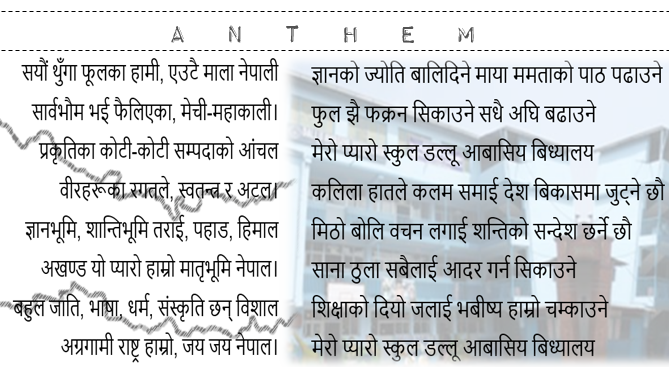 ANTHEM
सयौं थुँगा फूलका हामी, एउटै माला नेपाली
सार्वभौम भई फैलिएका, मेची-महाकाली।
प्रकृतिका कोटी-कोटी सम्पदाको आंचल
वीरहरूका रगतले, स्वतन्त्र र अटल।
ज्ञानभूमि, शान्तिभूमि तराई, पहाड, हिमाल
अखण्ड यो प्यारो हाम्रो मातृभूमि नेपाल।
बहुल जाति, भाषा, धर्म, संस्कृति छन् विशाल
अग्रगामी राष्ट्र हाम्रो, जय जय नेपाल।
ज्ञानको ज्योति बालिदिने माया ममताको पाठ पढाउने
फुल झै फक्रन सिकाउने सधै अघि बढाउने
मेरो प्यारो स्कुल डल्लू आबासिय बिध्यालय
कलिला हातले कलम समाई देश बिकासमा जुट्ने छौ
मिठो बोलि वचन लगाई शन्तिको सन्देश छर्ने छौ
साना ठुला सबैलाई आदर गर्न सिकाउने
शिक्षाको दियो जलाई भबीष्य हाम्रो चम्काउने
मेरो प्यारो स्कुल डल्लू आबासिय बिध्यालय